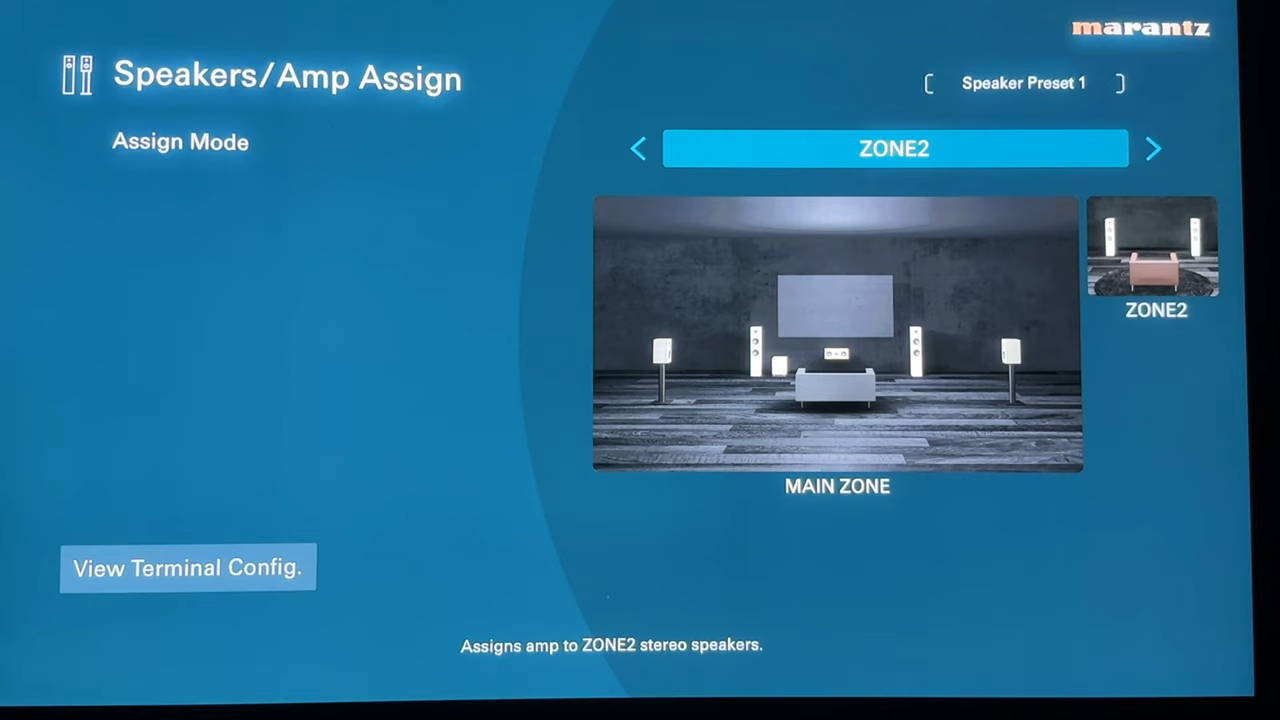 marantz
Speakers/Amp Assign
[ Speaker Preset 1 ]
Assign Mode
< ZONE2 >
ZONE2
MAIN ZONE
View Terminal Config.
Assigns amp to ZONE2 stereo speakers.